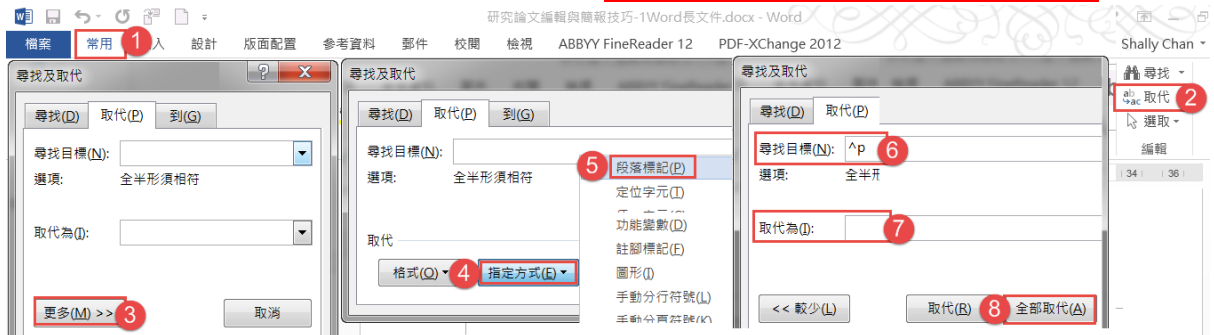 研究論文編輯與簡報技巧-1Word長文件.docx - Word
檔案 常用 1 入 設計 版面配置 參考資料 郵件 校閱 檢視 ABBYY FineReader 12 PDF-XChange 2012 Shally Chan
尋找及取代
尋找(D) 取代(P) 到(G)
尋找目標(N):
選項: 全半形須相符
取代為(I):
更多(M) >> 3 取消
尋找及取代
尋找(D) 取代(P) 到(G)
尋找目標(N):
選項: 全半形須相符
取代
格式(O) 4 指定方式(E)
5 段落標記(P)
定位字元(T)
功能變數(D)
註腳標記(F)
圖形(I)
手動分行符號(L)
手動分頁符號(K)
尋找及取代
尋找(D) 取代(P)
尋找目標(N): ^p 6
選項: 全半形
取代為(I): 7
<< 較少(L) 取代(R) 8 全部取代(A)
尋找
取代 2
選取
編輯
34 36